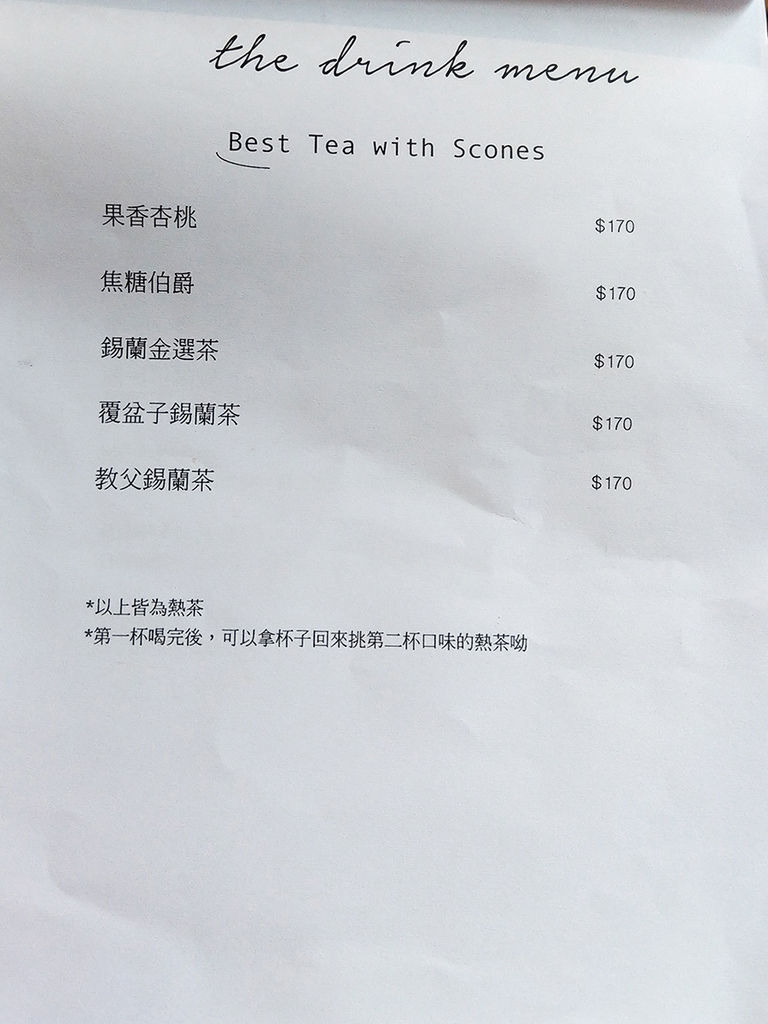 the drink menu
Best Tea with Scones
果香杏桃 $170
焦糖伯爵 $170
錫蘭金選茶 $170
覆盆子錫蘭茶 $170
教父錫蘭茶 $170
*以上皆為熱茶
*第一杯喝完後，可以拿杯子回來挑第二杯口味的熱茶呦